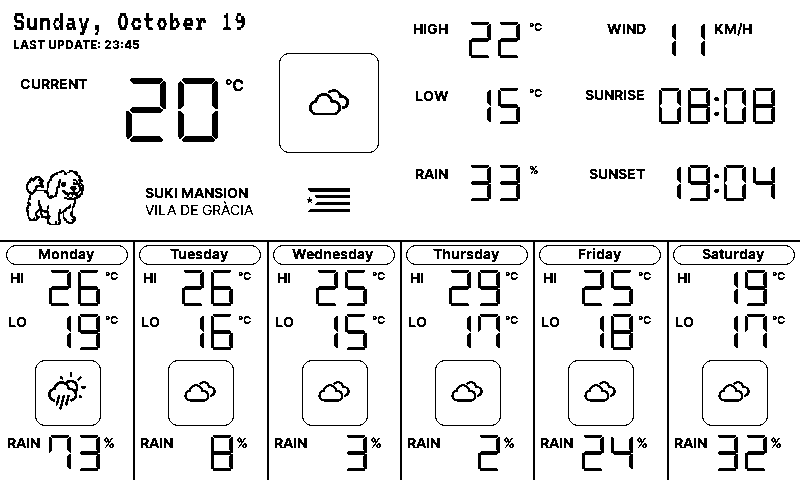 Sunday, October 19
LAST UPDATE: 23:45
CURRENT 20 °C
HIGH 22 °C
WIND 11 KM/H
LOW 15 °C
SUNRISE 08:08
RAIN 33 %
SUNSET 19:04
SUKI MANSION
VILA DE GRÀCIA
Monday
HI 26 °C
LO 19 °C
RAIN 73 %
Tuesday
HI 26 °C
LO 16 °C
RAIN 8 %
Wednesday
HI 25 °C
LO 15 °C
RAIN 3 %
Thursday
HI 29 °C
LO 17 °C
RAIN 2 %
Friday
HI 25 °C
LO 18 °C
RAIN 24 %
Saturday
HI 19 °C
LO 17 °C
RAIN 32 %